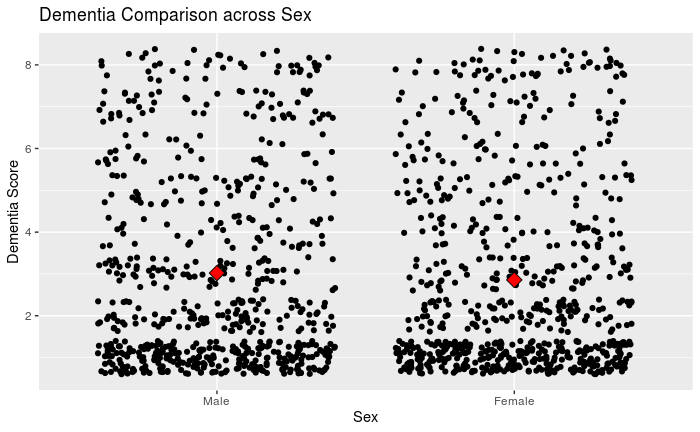 Dementia Comparison across Sex
Dementia Score
8
6
4
2
Male
Female
Sex